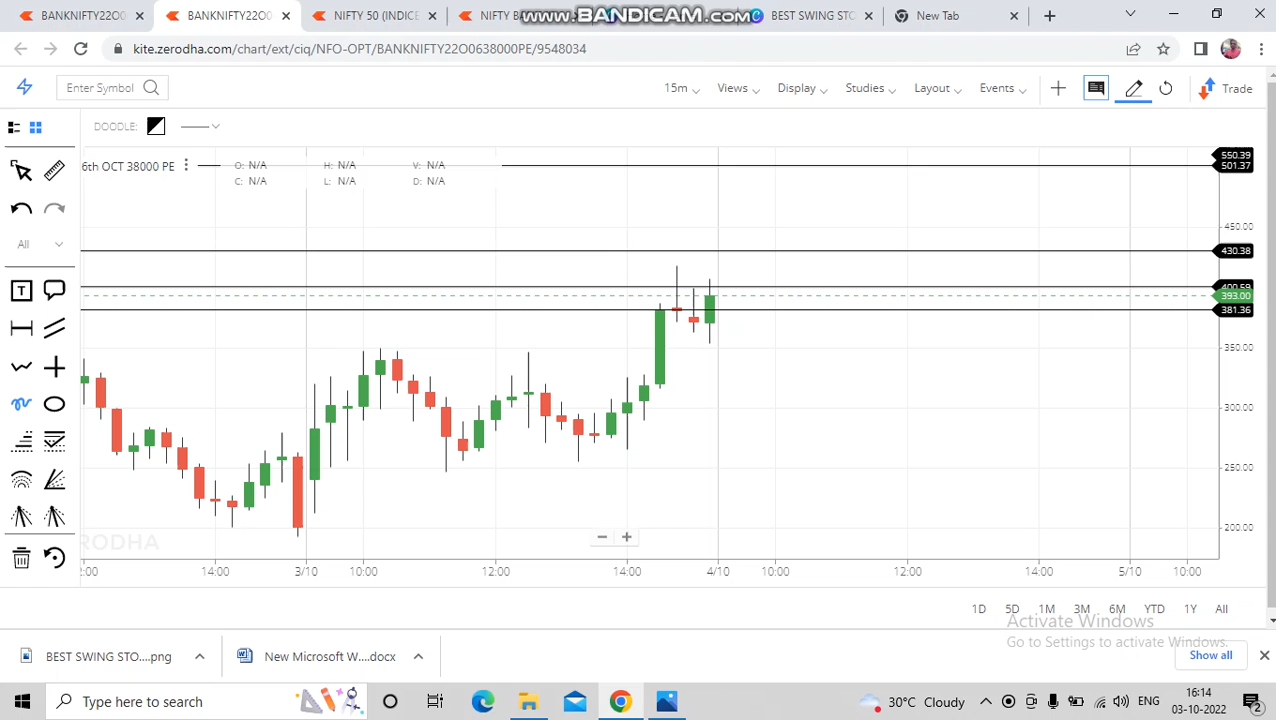 BANKNIFTY22O
BANKNIFTY22O0
NIFTY 50 (INDICE
NIFTY B
WWW.BANDICAM.COM
BEST SWING STO
New Tab
kite.zerodha.com/chart/ext/ciq/NFO-OPT/BANKNIFTY22O0638000PE/9548034
Enter Symbol
15m
Views
Display
Studies
Layout
Events
Trade
DOODLE:
6th OCT 38000 PE
O: N/A
H: N/A
V: N/A
C: N/A
L: N/A
D: N/A
All
T
550.39
501.37
450.00
430.38
400.59
393.00
381.36
350.00
300.00
250.00
200.00
RODHA
:00
14:00
3/10
10:00
12:00
14:00
4/10
10:00
12:00
14:00
5/10
10:00
1D
5D
1M
3M
6M
YTD
1Y
All
Activate Windows
Go to Settings to activate Windows.
BEST SWING STO....png
New Microsoft W....docx
Show all
Type here to search
30°C Cloudy
ENG
16:14
03-10-2022
2